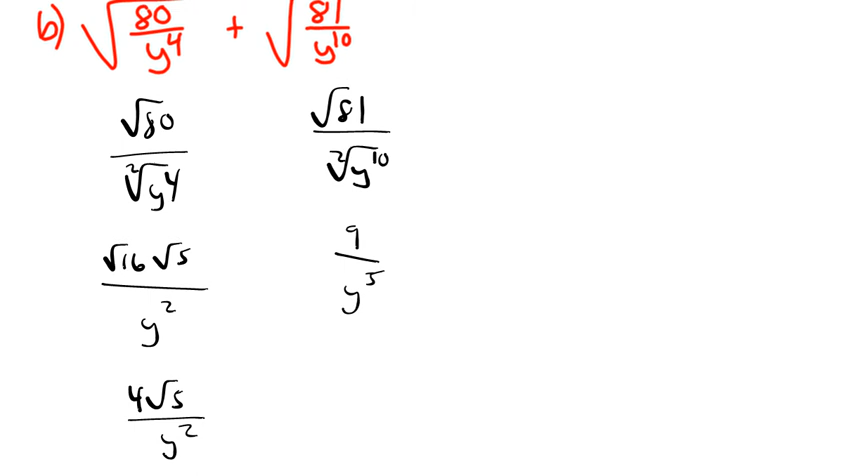 b) √(80/y⁴) + √(81/y¹⁰)
√80/²√y⁴
√81/²√y¹⁰
√16 √5/y²
9/y⁵
4√5/y²